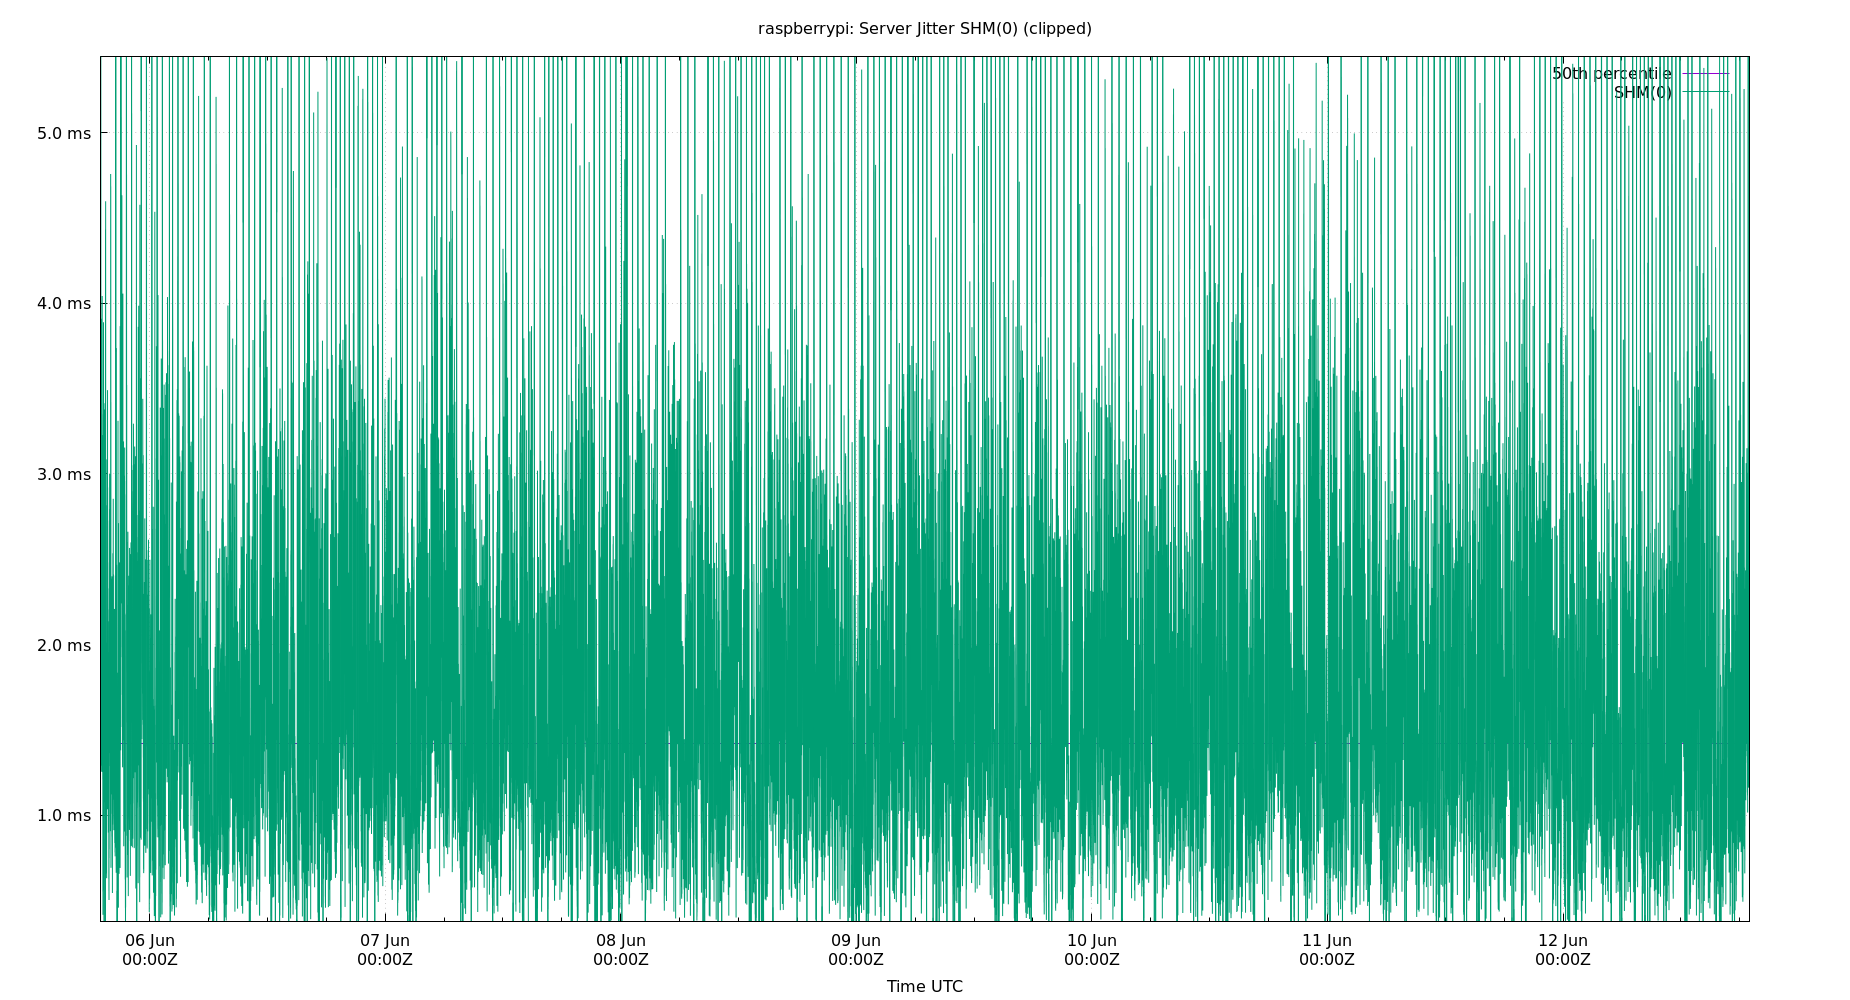 raspberrypi: Server Jitter SHM(0) (clipped)
50th percentile
SHM(0)
5.0 ms
4.0 ms
3.0 ms
2.0 ms
1.0 ms
06 Jun 07 Jun 08 Jun 09 Jun 10 Jun 11 Jun 12 Jun
00:00Z 00:00Z 00:00Z 00:00Z 00:00Z 00:00Z 00:00Z
Time UTC